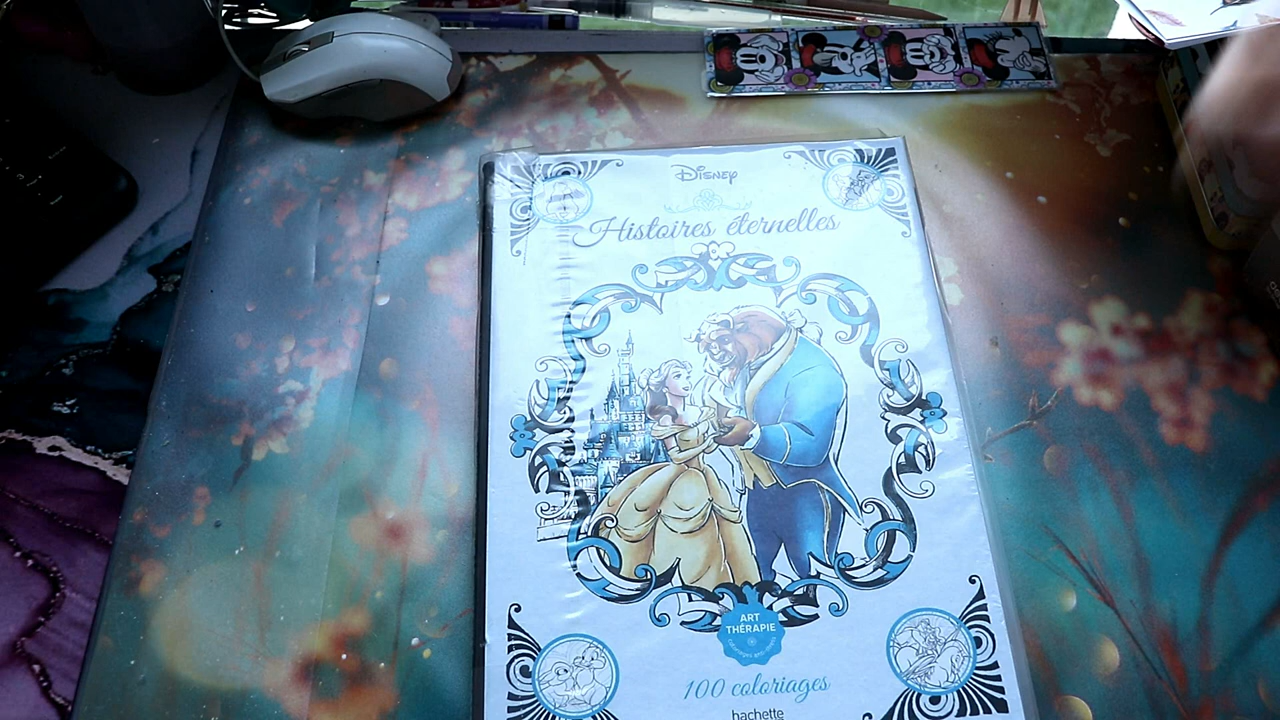 Disney
Histoires éternelles
ART
THÉRAPIE
100 coloriages
hachette